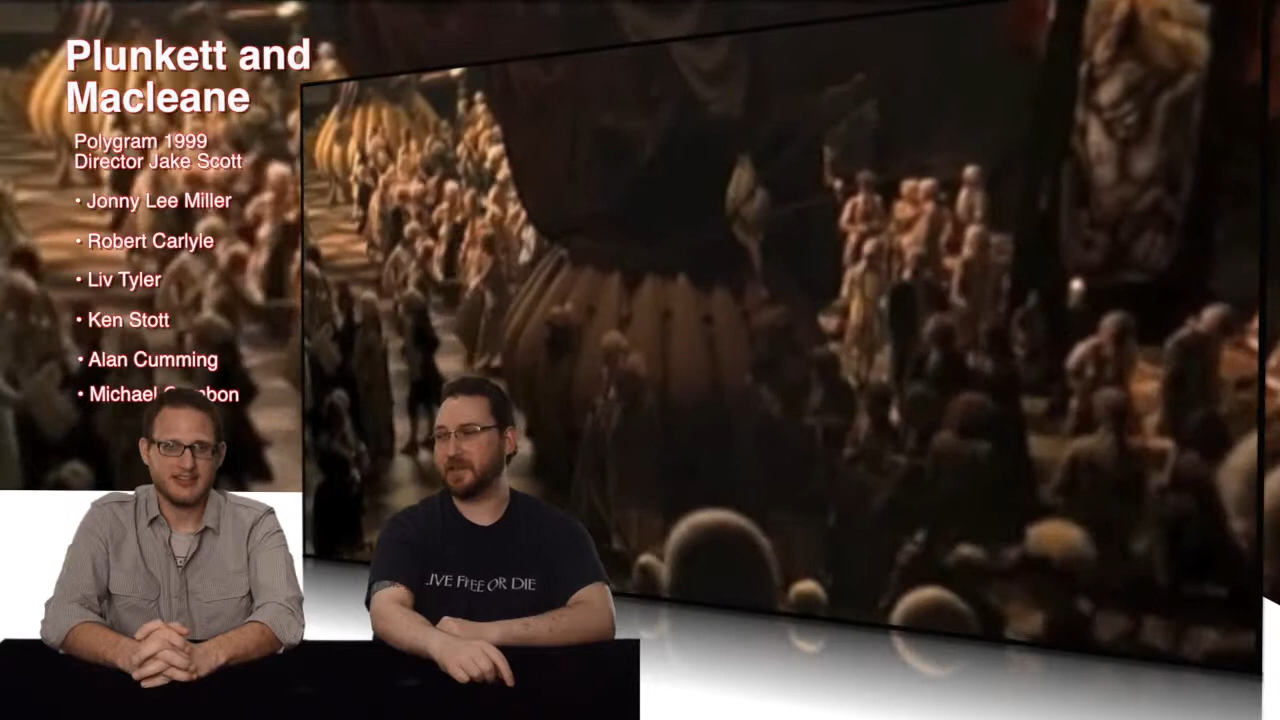 Plunkett and
Macleane
Polygram 1999
Director Jake Scott
• Jonny Lee Miller
• Robert Carlyle
• Liv Tyler
• Ken Stott
• Alan Cumming
• Michael
LIVE FREE OR DIE